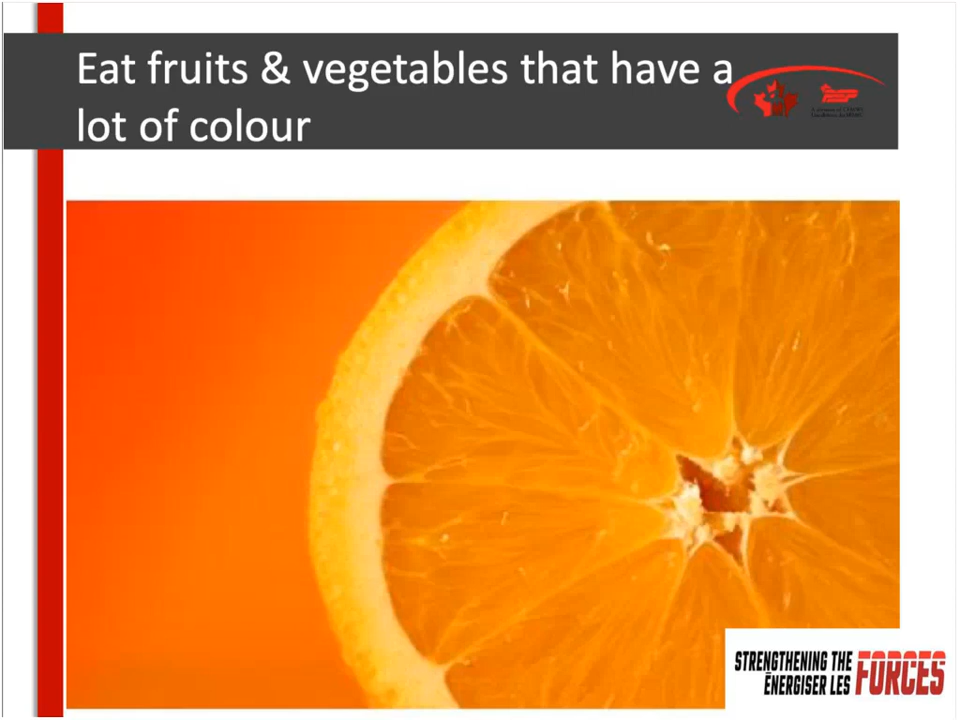 Eat fruits & vegetables that have a
lot of colour
STRENGTHENING THE
ÉNERGISER LES
FORCES